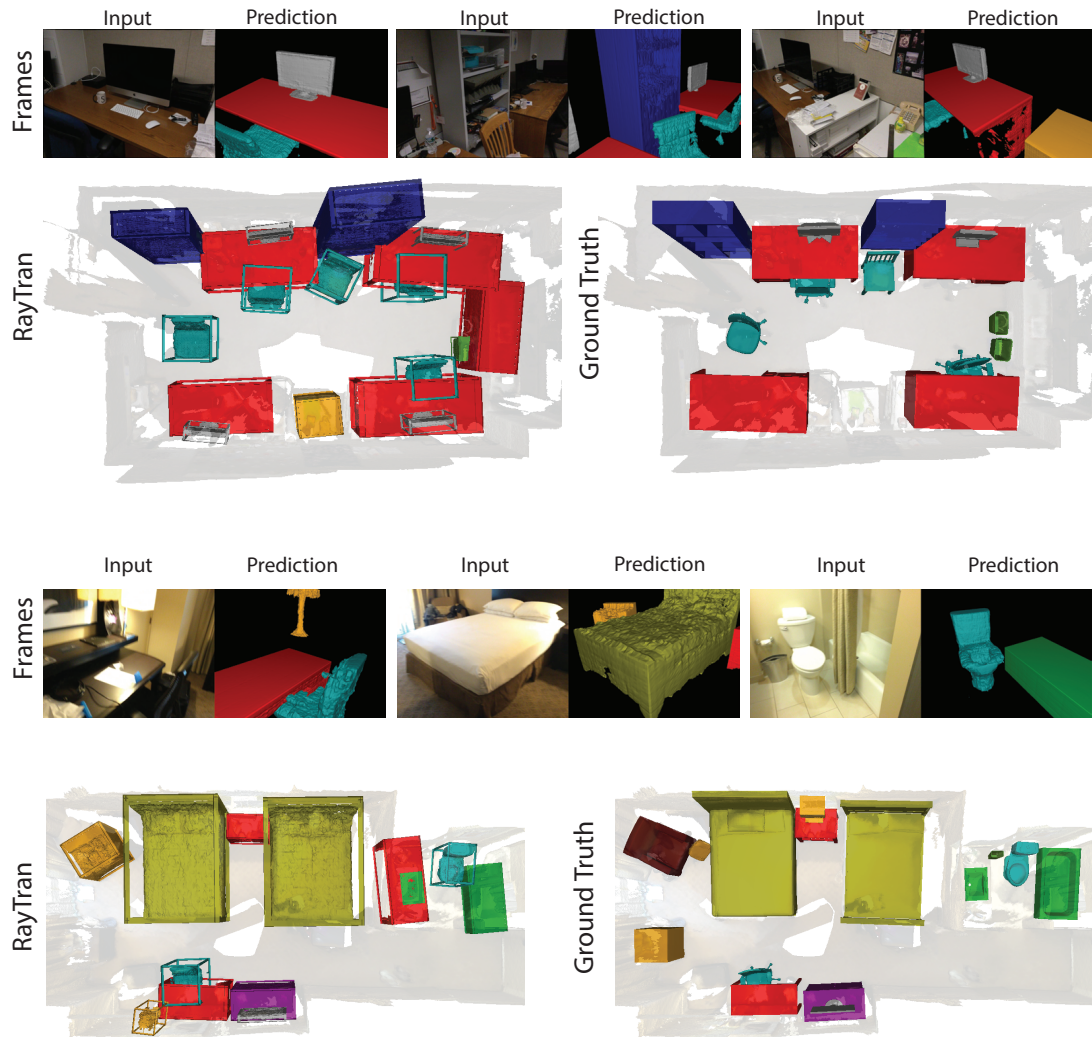 Input Prediction Input Prediction Input Prediction
Frames
RayTran
Ground Truth
Input Prediction Input Prediction Input Prediction
Frames
RayTran
Ground Truth